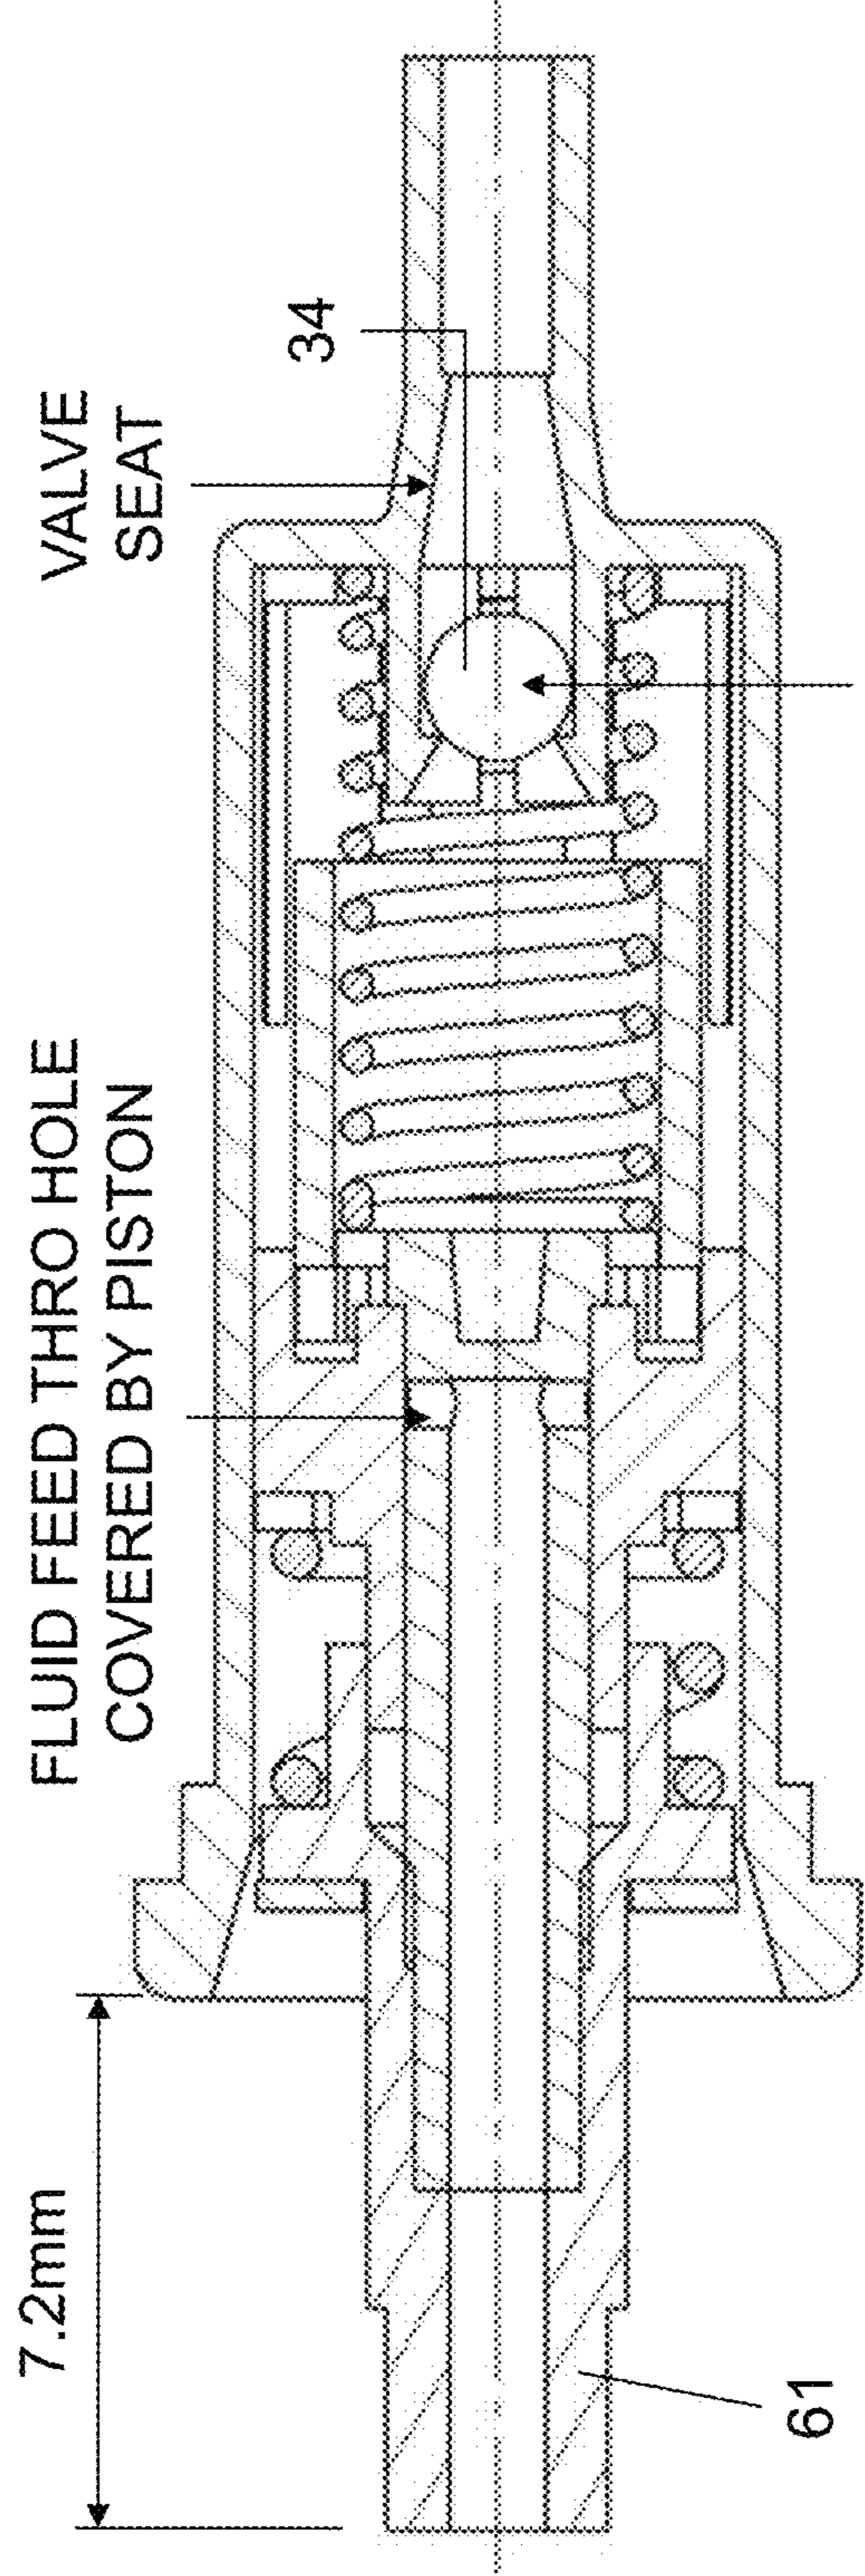 7.2mm
FLUID FEED THRO HOLE
COVERED BY PISTON
VALVE
SEAT
34
61